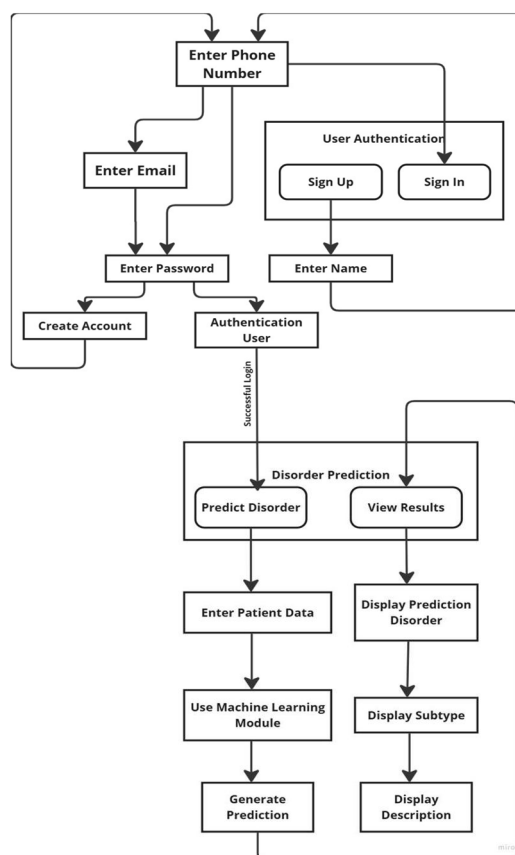 Enter Phone
Number
User Authentication
Enter Email
Sign Up
Sign In
Enter Password
Enter Name
Create Account
Authentication
User
Successful Login
Disorder Prediction
Predict Disorder
View Results
Enter Patient Data
Display Prediction
Disorder
Use Machine Learning
Module
Display Subtype
Generate
Prediction
Display
Description
miro